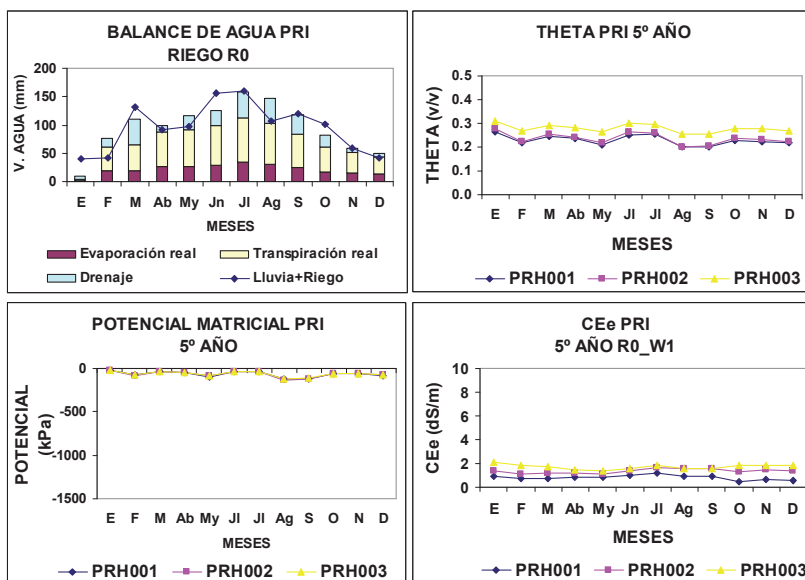 BALANCE DE AGUA PRI
RIEGO R0
V. AGUA (mm)
200
150
100
50
0
E F M Ab My Jn Jl Ag S O N D
MESES
Evaporación real
Transpiración real
Drenaje
Lluvia+Riego
THETA PRI 5º AÑO
THETA (v/v)
0.5
0.4
0.3
0.2
0.1
0.0
E F M Ab My Jl Jl Ag S O N D
MESES
PRH001 PRH002 PRH003
POTENCIAL MATRICIAL PRI
5º AÑO
POTENCIAL
(kPa)
0
-500
-1000
-1500
E F M Ab My Jl Jl Ag S O N D
MESES
PRH001 PRH002 PRH003
CEe PRI
5º AÑO R0_W1
CEe (dS/m)
10
8
6
4
2
0
E F M Ab My Jn Jl Ag S O N D
MESES
PRH001 PRH002 PRH003